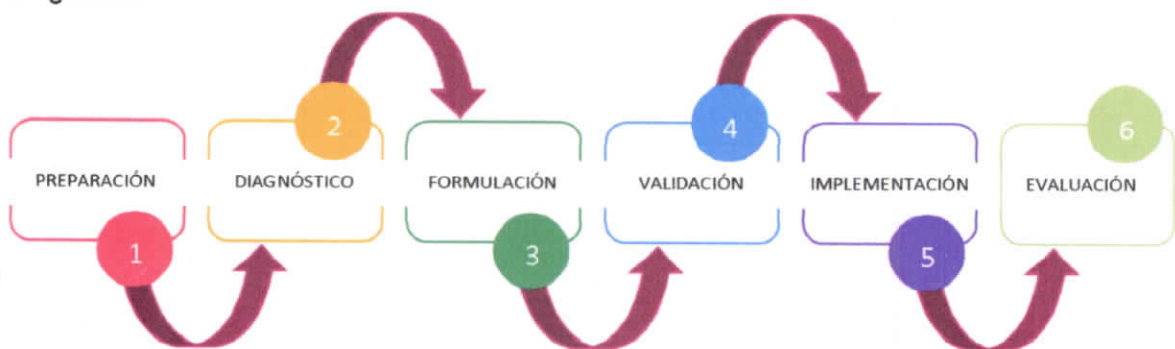 2
4
6
PREPARACIÓN
DIAGNÓSTICO
FORMULACIÓN
VALIDACIÓN
IMPLEMENTACIÓN
EVALUACIÓN
1
3
5